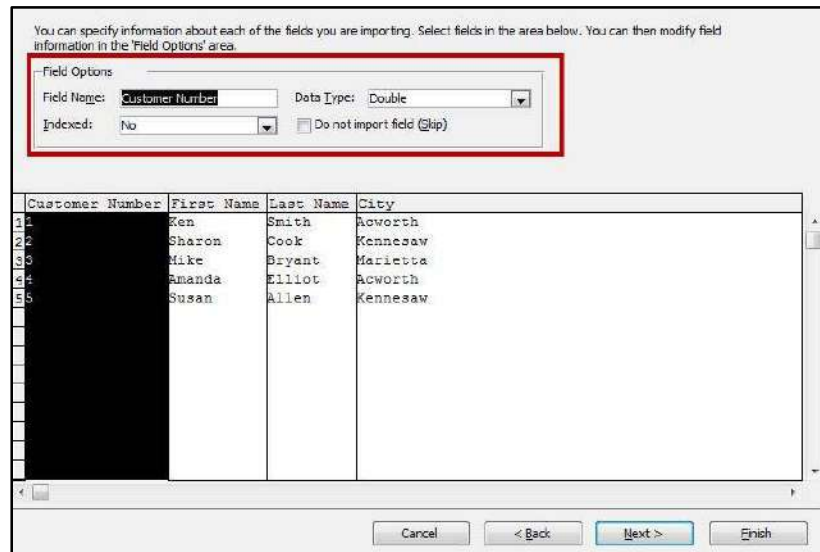 You can specify information about each of the fields you are importing. Select fields in the area below. You can then modify field
information in the 'Field Options' area.
Field Options
Field Name: Customer Number Data Type: Double
Indexed: No Do not import field (Skip)
Customer Number First Name Last Name City
1 1 Ken Smith Acworth
2 2 Sharon Cook Kennesaw
3 3 Mike Bryant Marietta
4 4 Amanda Elliot Acworth
5 5 Susan Allen Kennesaw
Cancel < Back Next > Finish